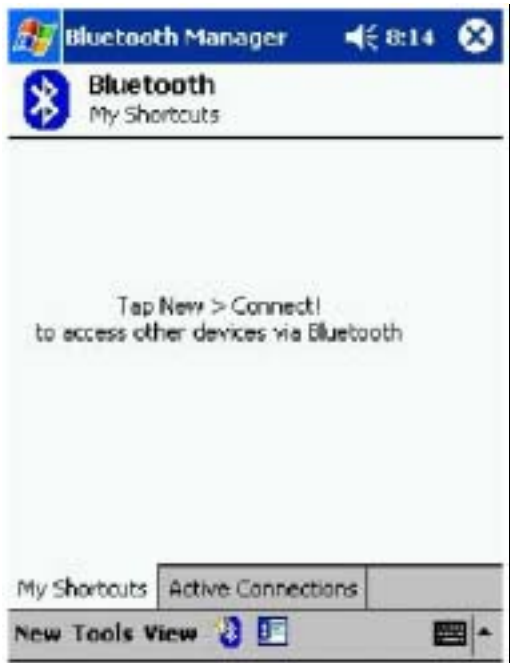 Bluetooth Manager 8:14
Bluetooth
My Shortcuts
Tap New > Connect!
to access other devices via Bluetooth
My Shortcuts Active Connections
New Tools View